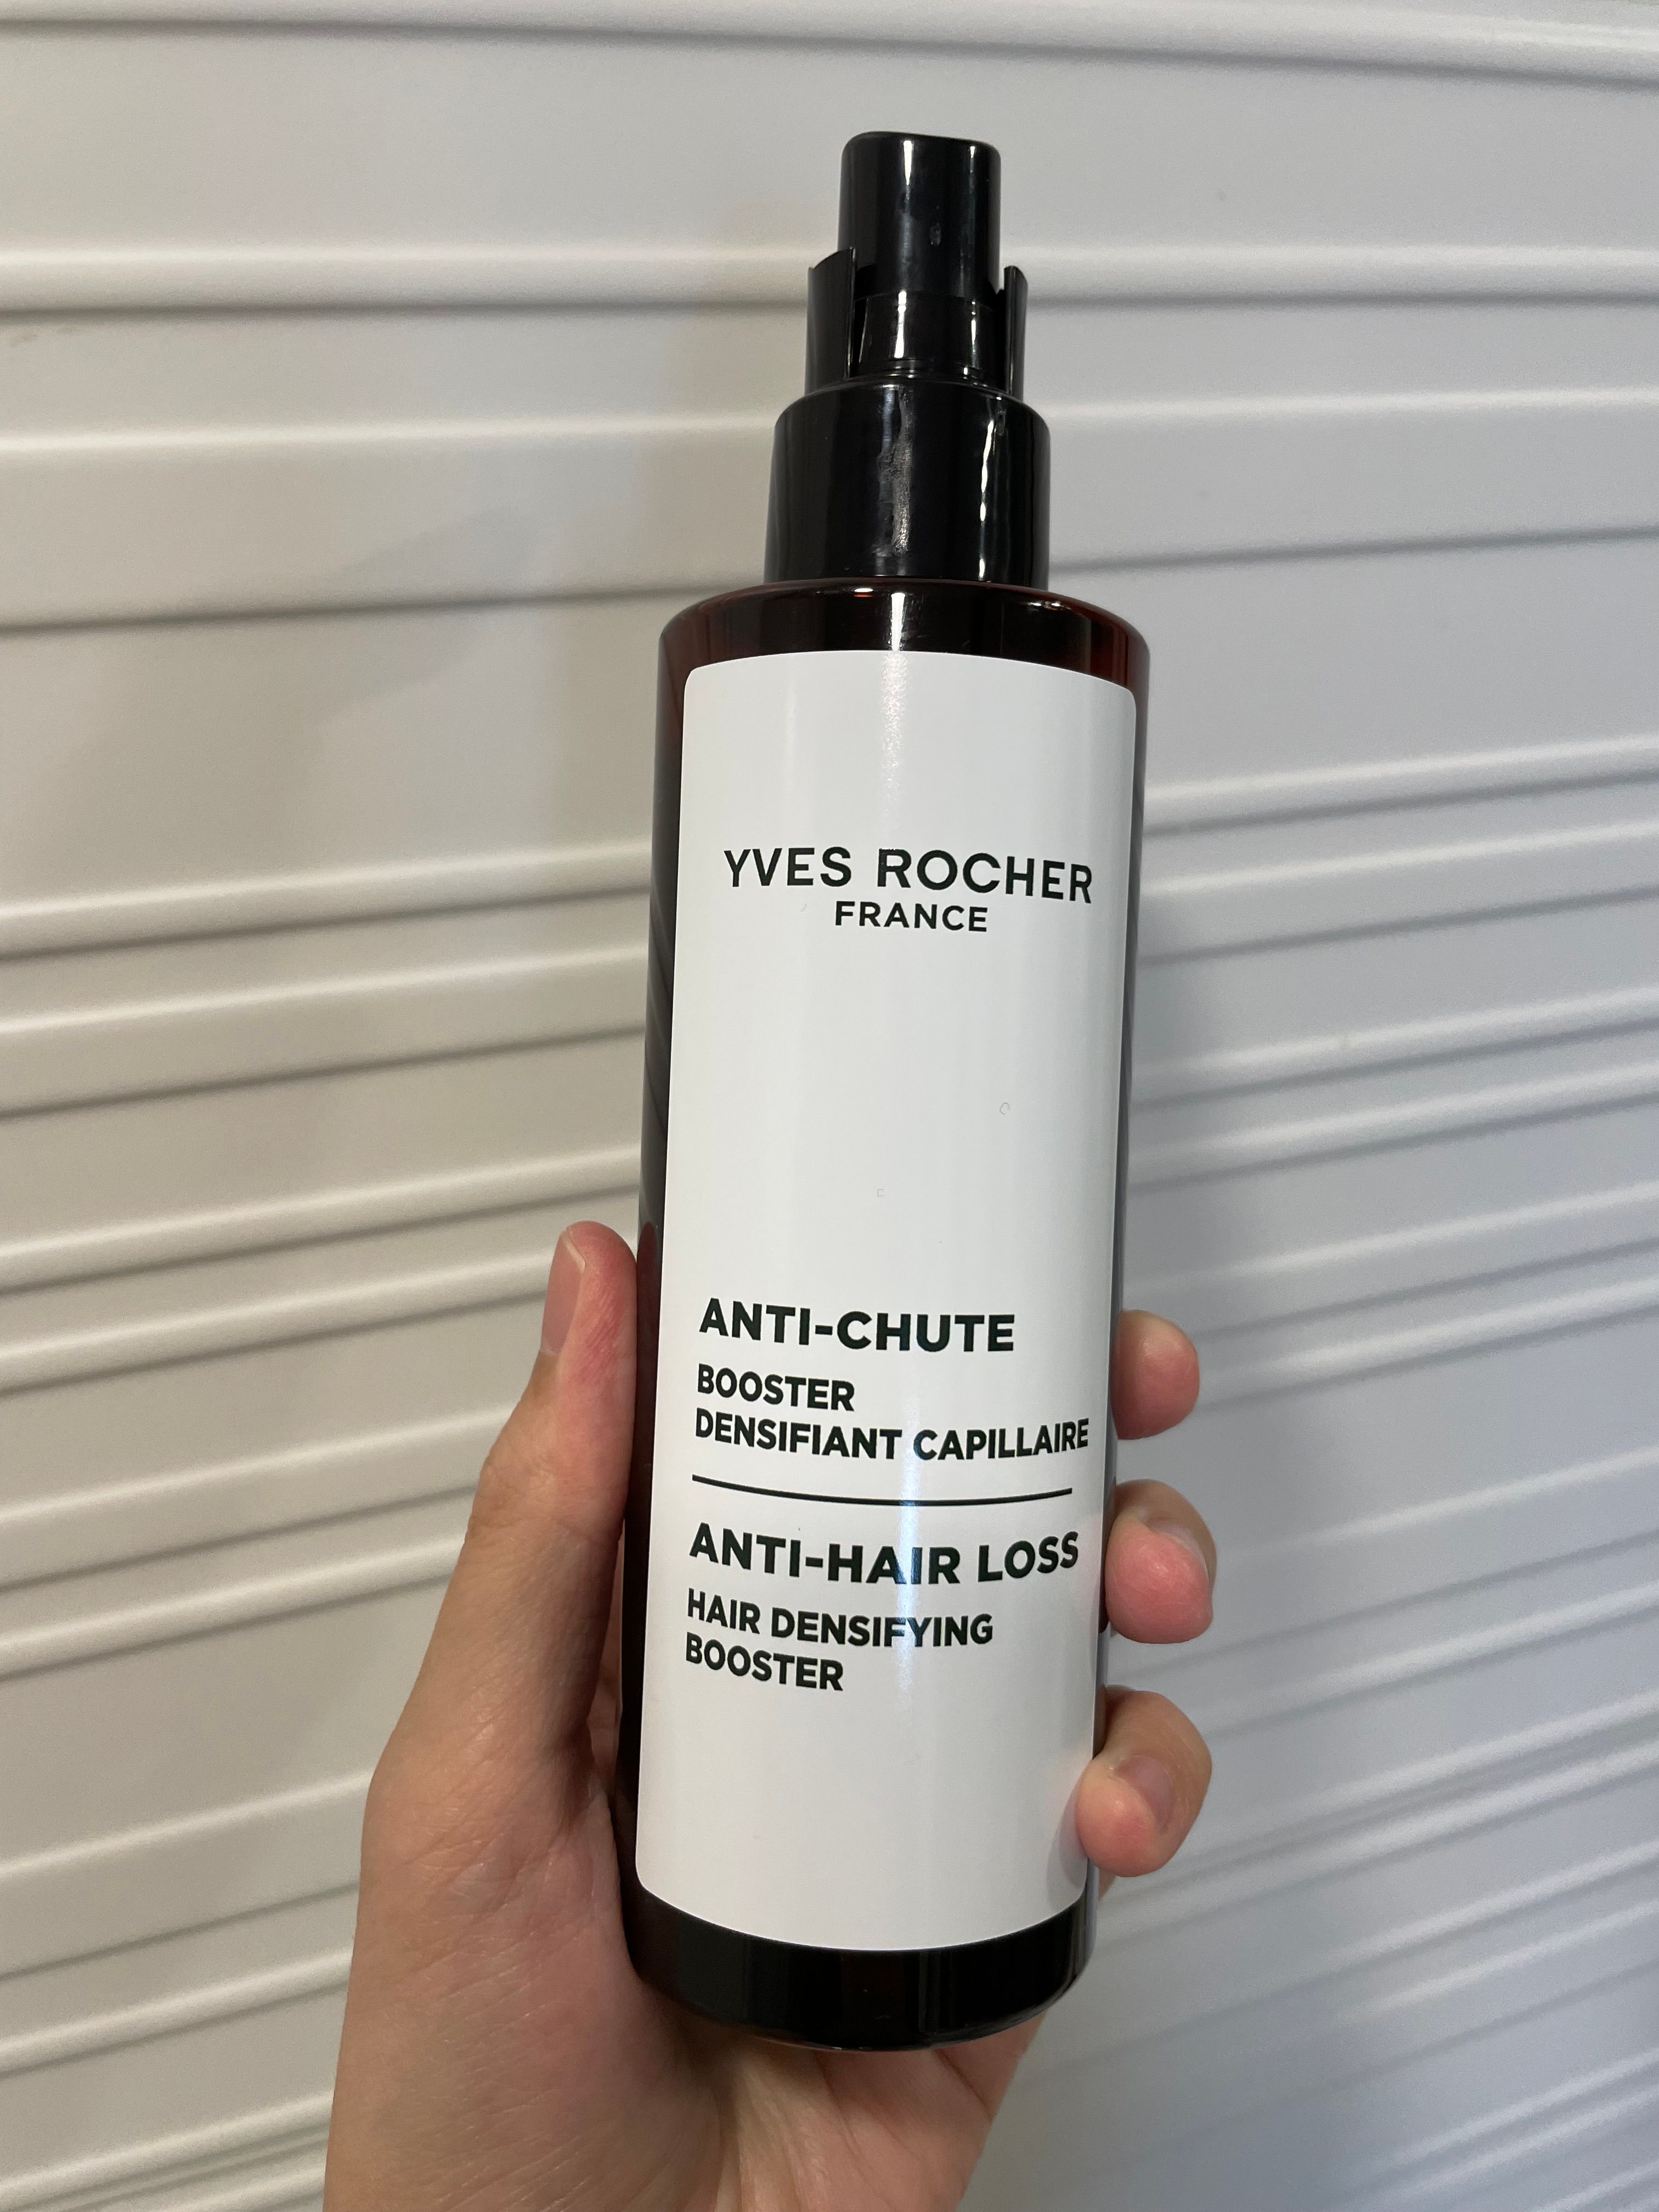 YVES ROCHER
FRANCE
ANTI-CHUTE
BOOSTER
DENSIFIANT CAPILLAIRE
ANTI-HAIR LOSS
HAIR DENSIFYING
BOOSTER